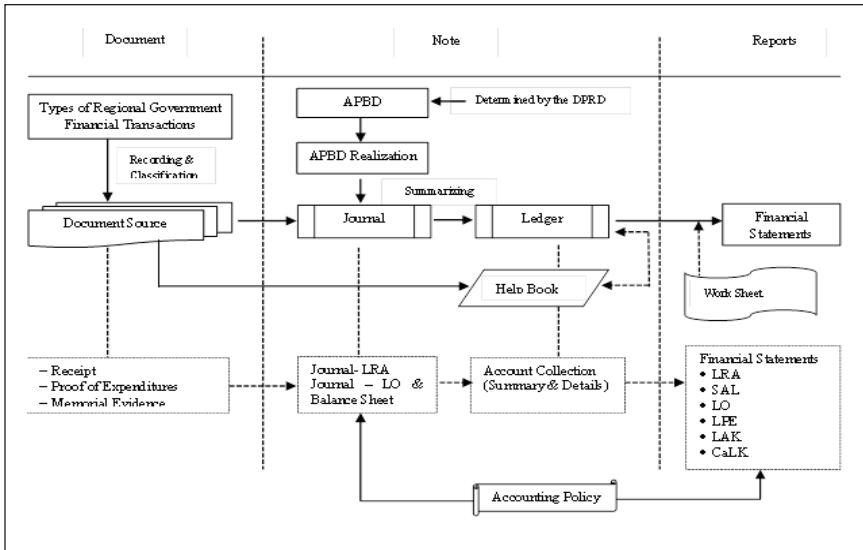 Document
Note
Reports
Types of Regional Government
Financial Transactions
APBD
Determined by the DPRD
Recording &
Classification
APBD Realization
Summarizing
Document Source
Journal
Ledger
Financial
Statements
Help Book
Work Sheet
– Receipt
– Proof of Expenditures
– Memorial Evidence
Journal- LRA
Journal – LO &
Balance Sheet
Account Collection
(Summary & Details)
Financial Statements
• LRA
• SAL
• LO
• LPE
• LAK
• CaLK
Accounting Policy